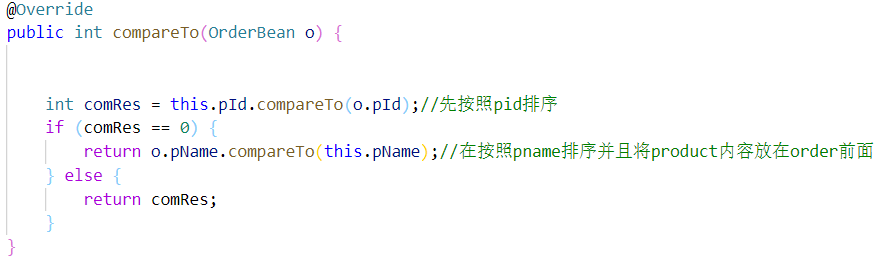 @Override
public int compareTo(OrderBean o) {
int comRes = this.pId.compareTo(o.pId);//先按照pid排序
if (comRes == 0) {
return o.pName.compareTo(this.pName);//在按照pname排序并且将product内容放在order前面
} else {
return comRes;
}
}